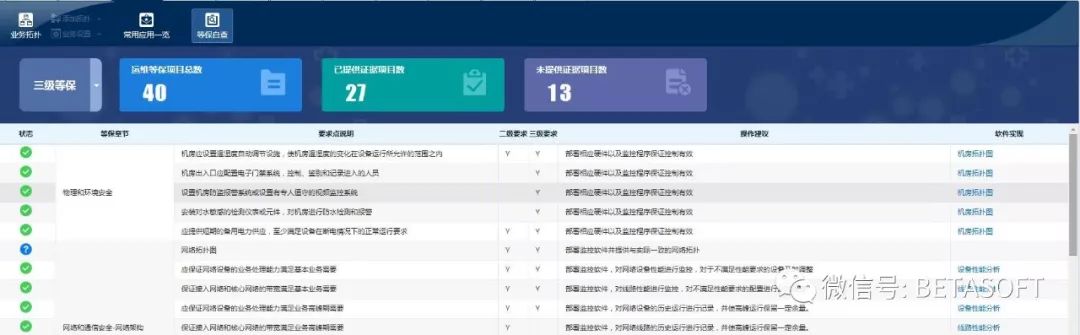 业务拓扑
添加拓扑
业务设置
常用应用一览
等保自查
三级等保
运维等保项目总数
40
已提供证据项目数
27
未提供证据项目数
13
状态 等保章节 要求点说明 二级要求 三级要求 操作建议 软件实现
机房应设置温湿度自动调节设施，使机房温湿度的变化在设备运行所允许的范围之内 Y Y 部署相应硬件以及监控程序保证控制有效 机房拓扑图
机房出入口应配置电子门禁系统，控制、鉴别和记录进入的人员 Y 部署相应硬件以及监控程序保证控制有效 机房拓扑图
物理和环境安全 设置机房防盗报警系统或设置有专人值守的视频监控系统 Y 部署相应硬件以及监控程序保证控制有效 机房拓扑图
安装对水敏感的检测仪表或元件，对机房进行防水检测和报警 Y 部署相应硬件以及监控程序保证控制有效 机房拓扑图
应提供短期的备用电力供应，至少满足设备在断电情况下的正常运行要求 Y Y 部署相应硬件以及监控程序保证控制有效 机房拓扑图
网络拓扑图 Y Y 部署监控软件并提供与实际一致的网络拓扑
应保证网络设备的业务处理能力满足基本业务需要 Y Y 部署监控软件，对网络设备性能进行监控，对于不满足性能要求的设备及时调整 设备性能分析
保证接入网络和核心网络的带宽满足基本业务需要 Y Y 部署监控软件，对线路性能进行监控，对不满足性能要求的配置进行 线路性能分析
应保证网络设备的业务处理能力满足业务高峰期需要 Y Y 部署监控软件，对网络设备的历史运行进行记录，并使高峰运行保留一定余量。 设备性能分析
网络和通信安全-网络架构 保证接入网络和核心网络的带宽满足业务高峰期需要 Y Y 部署监控软件，对网络线路的历史运行进行记录，并使高峰运行保留一定余量。 线路性能分析
微信号: BETASOFT